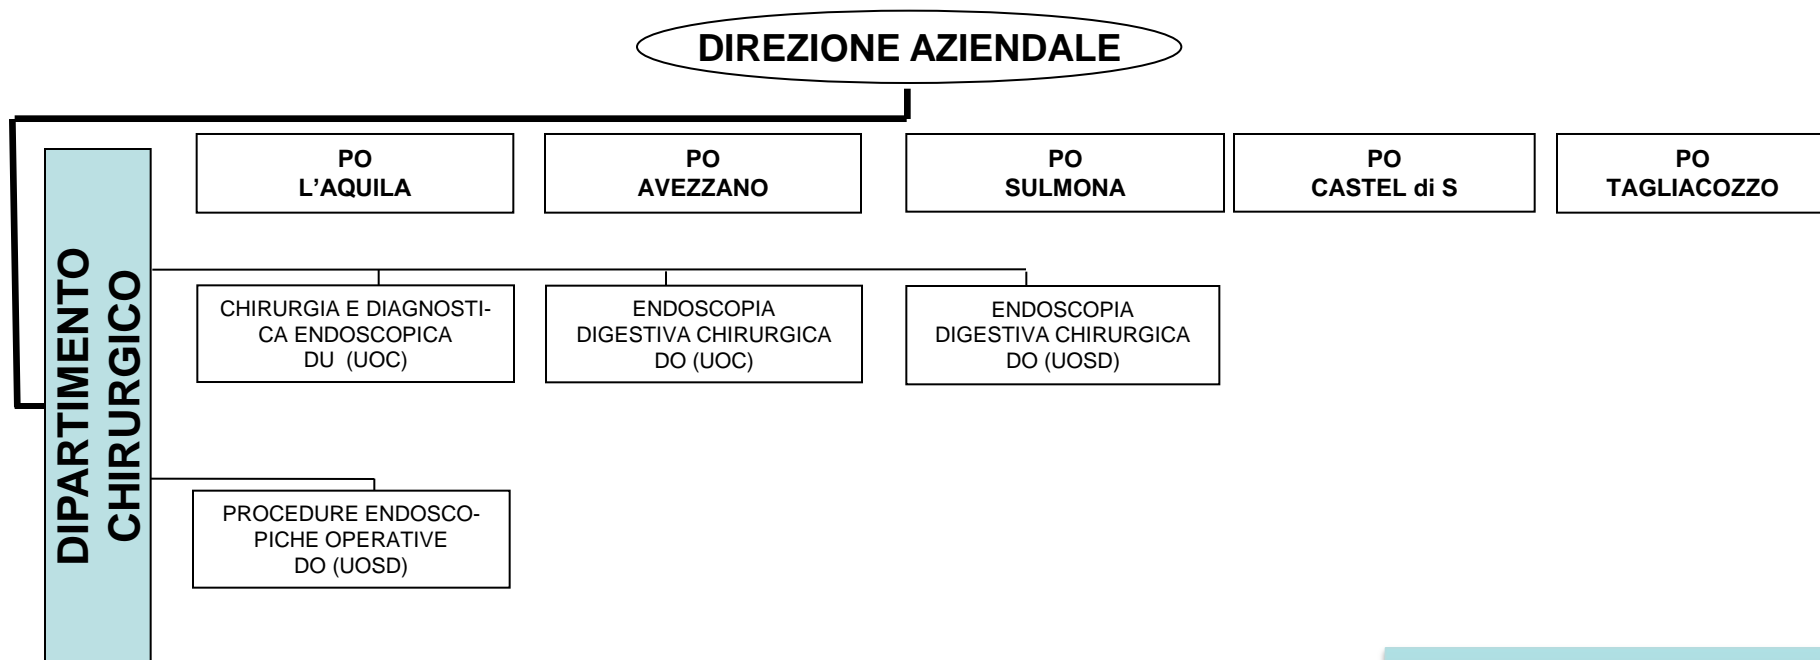 DIREZIONE AZIENDALE
PO
L’AQUILA
PO
AVEZZANO
PO
SULMONA
PO
CASTEL di S
PO
TAGLIACOZZO
DIPARTIMENTO
CHIRURGICO
CHIRURGIA E DIAGNOSTI-
CA ENDOSCOPICA
DU (UOC)
ENDOSCOPIA
DIGESTIVA CHIRURGICA
DO (UOC)
ENDOSCOPIA
DIGESTIVA CHIRURGICA
DO (UOSD)
PROCEDURE ENDOSCO-
PICHE OPERATIVE
DO (UOSD)